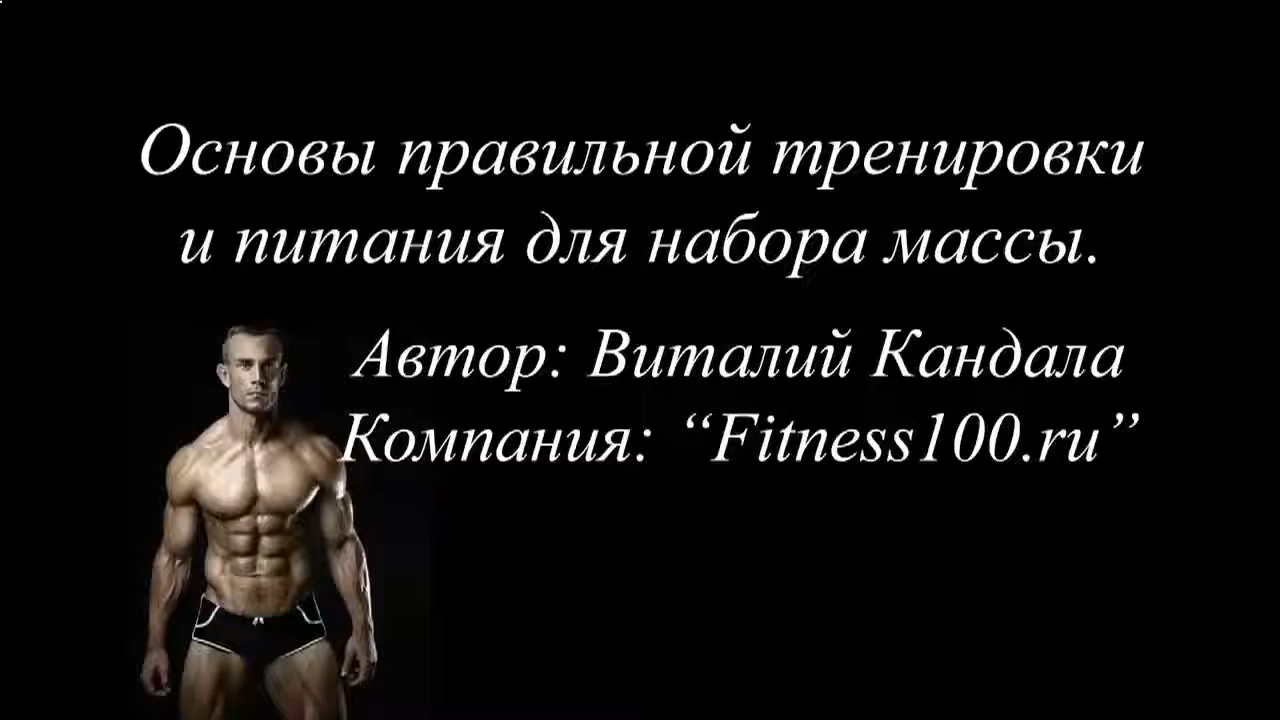 Основы правильной тренировки
и питания для набора массы.
Автор: Виталий Кандала
Компания: “Fitness100.ru”